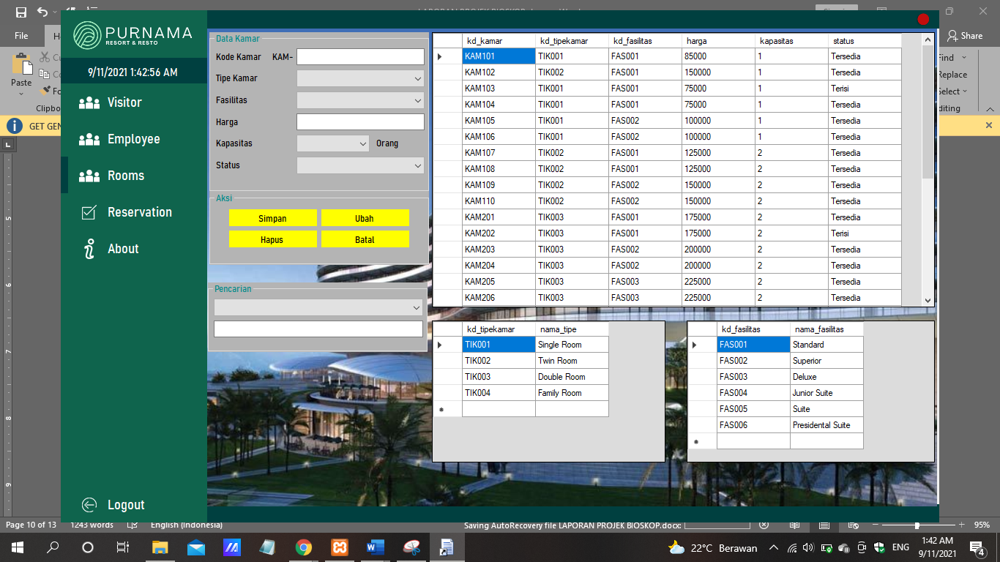 File
Share
Paste
Clipbo
GET GEN
Find
Replace
Select
diting
PURNAMA
RESORT & RESTO
9/11/2021 1:42:56 AM
Visitor
Employee
Rooms
Reservation
About
Logout
Data Kamar
Kode Kamar KAM-
Tipe Kamar
Fasilitas
Harga
Kapasitas Orang
Status
Aksi
Simpan Ubah
Hapus Batal
Pencarian
kd_kamar kd_tipekamar kd_fasilitas harga kapasitas status
KAM101 TIK001 FAS001 85000 1 Tersedia
KAM102 TIK002 FAS001 150000 1 Tersedia
KAM103 TIK001 FAS001 75000 1 Terisi
KAM104 TIK001 FAS001 75000 1 Tersedia
KAM105 TIK001 FAS002 100000 1 Tersedia
KAM106 TIK001 FAS002 100000 1 Tersedia
KAM107 TIK002 FAS001 125000 2 Tersedia
KAM108 TIK002 FAS001 125000 2 Tersedia
KAM109 TIK002 FAS002 150000 2 Tersedia
KAM110 TIK002 FAS002 150000 2 Tersedia
KAM201 TIK003 FAS001 175000 2 Tersedia
KAM202 TIK003 FAS001 175000 2 Terisi
KAM203 TIK003 FAS002 200000 2 Tersedia
KAM204 TIK003 FAS002 200000 2 Tersedia
KAM205 TIK003 FAS003 225000 2 Tersedia
KAM206 TIK003 FAS003 225000 2 Tersedia
kd_tipekamar nama_tipe
TIK001 Single Room
TIK002 Twin Room
TIK003 Double Room
TIK004 Family Room
kd_fasilitas nama_fasilitas
FAS001 Standard
FAS002 Superior
FAS003 Deluxe
FAS004 Junior Suite
FAS005 Suite
FAS006 Presidental Suite
5
6
7
8
9
Page 10 of 13 1243 words English (Indonesia) Saving AutoRecovery file LAPORAN PROJEK BIOSKOP.docx: 95%
22°C Berawan ENG 1:42 AM
9/11/2021
4